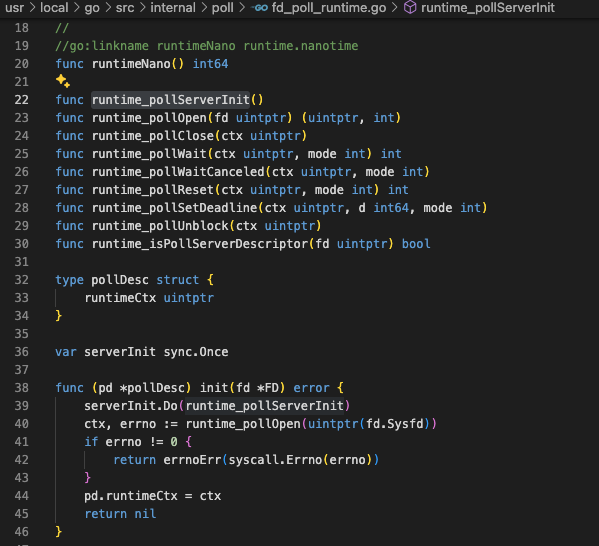 usr > local > go > src > internal > poll > fd_poll_runtime.go > runtime_pollServerInit
18 //
19 //go:linkname runtimeNano runtime.nanotime
20 func runtimeNano() int64
21
22 func runtime_pollServerInit()
23 func runtime_pollOpen(fd uintptr) (uintptr, int)
24 func runtime_pollClose(ctx uintptr)
25 func runtime_pollWait(ctx uintptr, mode int) int
26 func runtime_pollWaitCanceled(ctx uintptr, mode int)
27 func runtime_pollReset(ctx uintptr, mode int) int
28 func runtime_pollSetDeadline(ctx uintptr, d int64, mode int)
29 func runtime_pollUnblock(ctx uintptr)
30 func runtime_isPollServerDescriptor(fd uintptr) bool
31
32 type pollDesc struct {
33     runtimeCtx uintptr
34 }
35
36 var serverInit sync.Once
37
38 func (pd *pollDesc) init(fd *FD) error {
39     serverInit.Do(runtime_pollServerInit)
40     ctx, errno := runtime_pollOpen(uintptr(fd.Sysfd))
41     if errno != 0 {
42         return errnoErr(syscall.Errno(errno))
43     }
44     pd.runtimeCtx = ctx
45     return nil
46 }